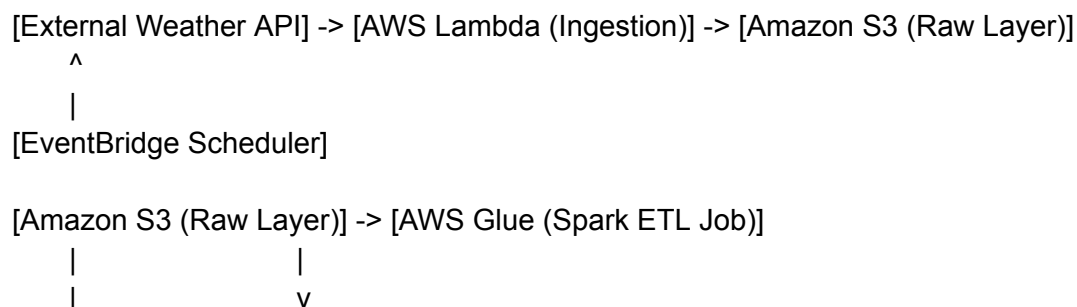 [External Weather API] -> [AWS Lambda (Ingestion)] -> [Amazon S3 (Raw Layer)]
^
|
[EventBridge Scheduler]
[Amazon S3 (Raw Layer)] -> [AWS Glue (Spark ETL Job)]
| |
| v